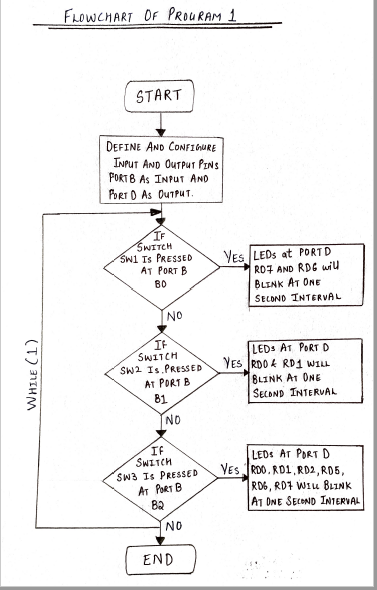 FLOWCHART OF PROGRAM 1
START
DEFINE AND CONFIGURE
INPUT AND OUTPUT PINS
PORT B AS INPUT AND
PORT D AS OUTPUT.
IF
SWITCH
SW1 IS PRESSED
AT PORT B
B0
YES
LEDs at PORT D
RD7 AND RD6 will
BLINK AT ONE
SECOND INTERVAL
NO
IF
SWITCH
SW2 IS PRESSED
AT PORT B
B1
YES
LEDs AT PORT D
RD0 & RD1 WILL
BLINK AT ONE
SECOND INTERVAL
NO
IF
SWITCH
SW3 IS PRESSED
AT PORT B
B2
YES
LEDs AT PORT D
RD0, RD1, RD2, RD5,
RD6, RD7 WILL BLINK
AT ONE SECOND INTERVAL
NO
WHILE (1)
END